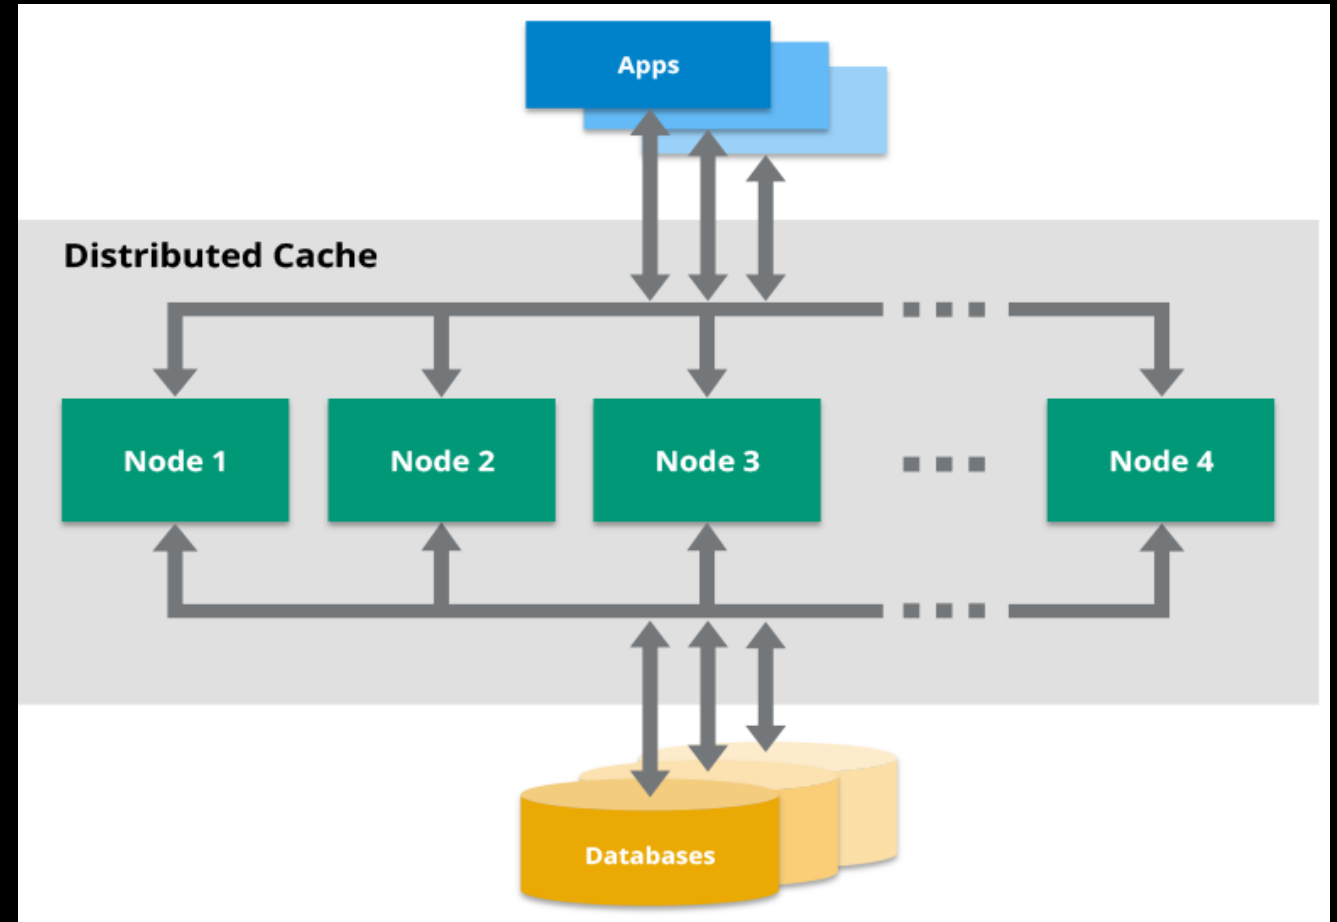 Apps
Distributed Cache
Node 1
Node 2
Node 3
Node 4
Databases